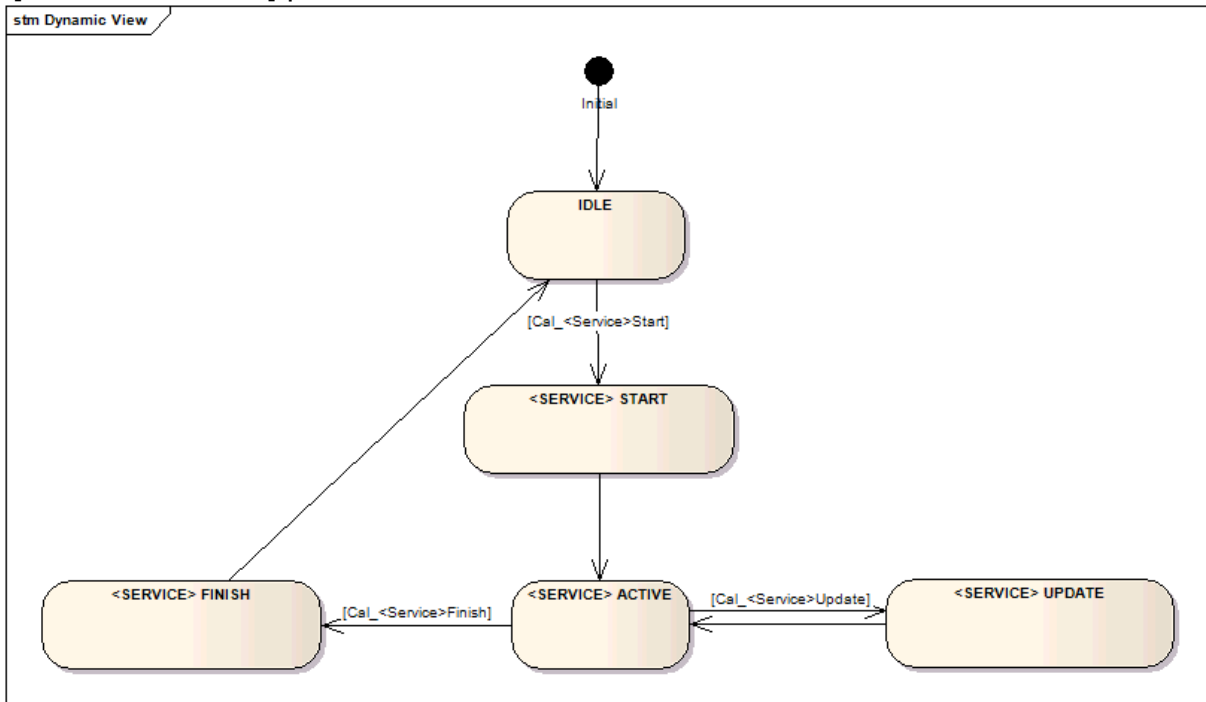 stm Dynamic View
Initial
IDLE
[Cal_<Service>Start]
<SERVICE> START
<SERVICE> FINISH
[Cal_<Service>Finish]
<SERVICE> ACTIVE
[Cal_<Service>Update]
<SERVICE> UPDATE